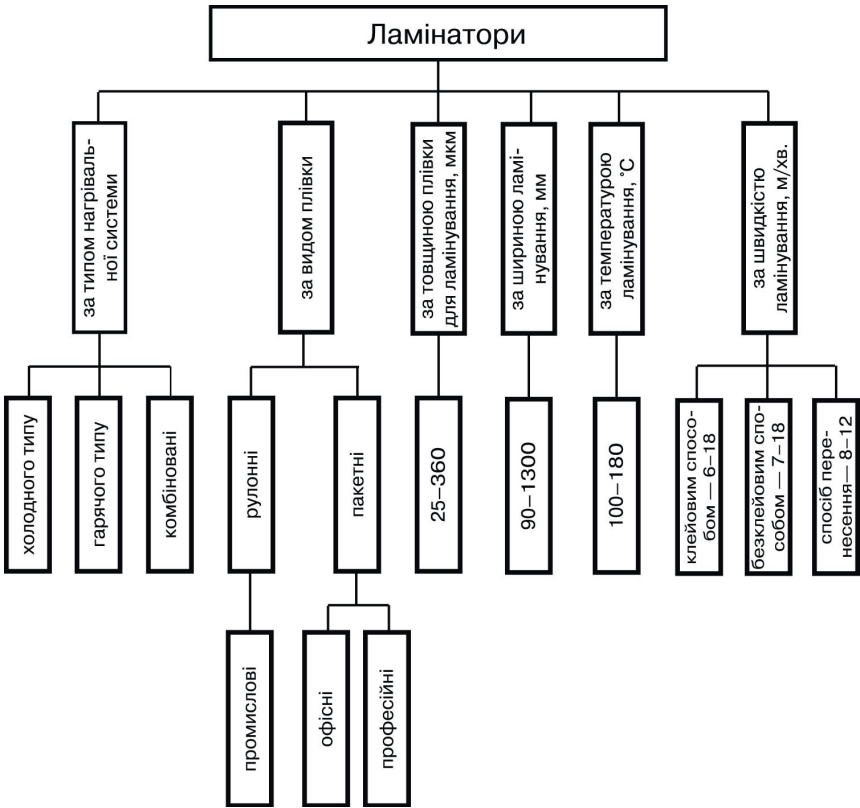 Ламінатори
за типом нагріваль-
ної системи
за видом плівки
за товщиною плівки
для ламінування, мкм
за шириною ламі-
нування, мм
за температурою
ламінування, °С
за швидкістю
ламінування, м/хв.
холодного типу
гарячого типу
комбіновані
рулонні
пакетні
25–360
90–1300
100–180
клейовим спосо-
бом — 6–18
безклейовим спо-
собом — 7–18
спосіб пере-
несення— 8–12
промислові
офісні
професійні